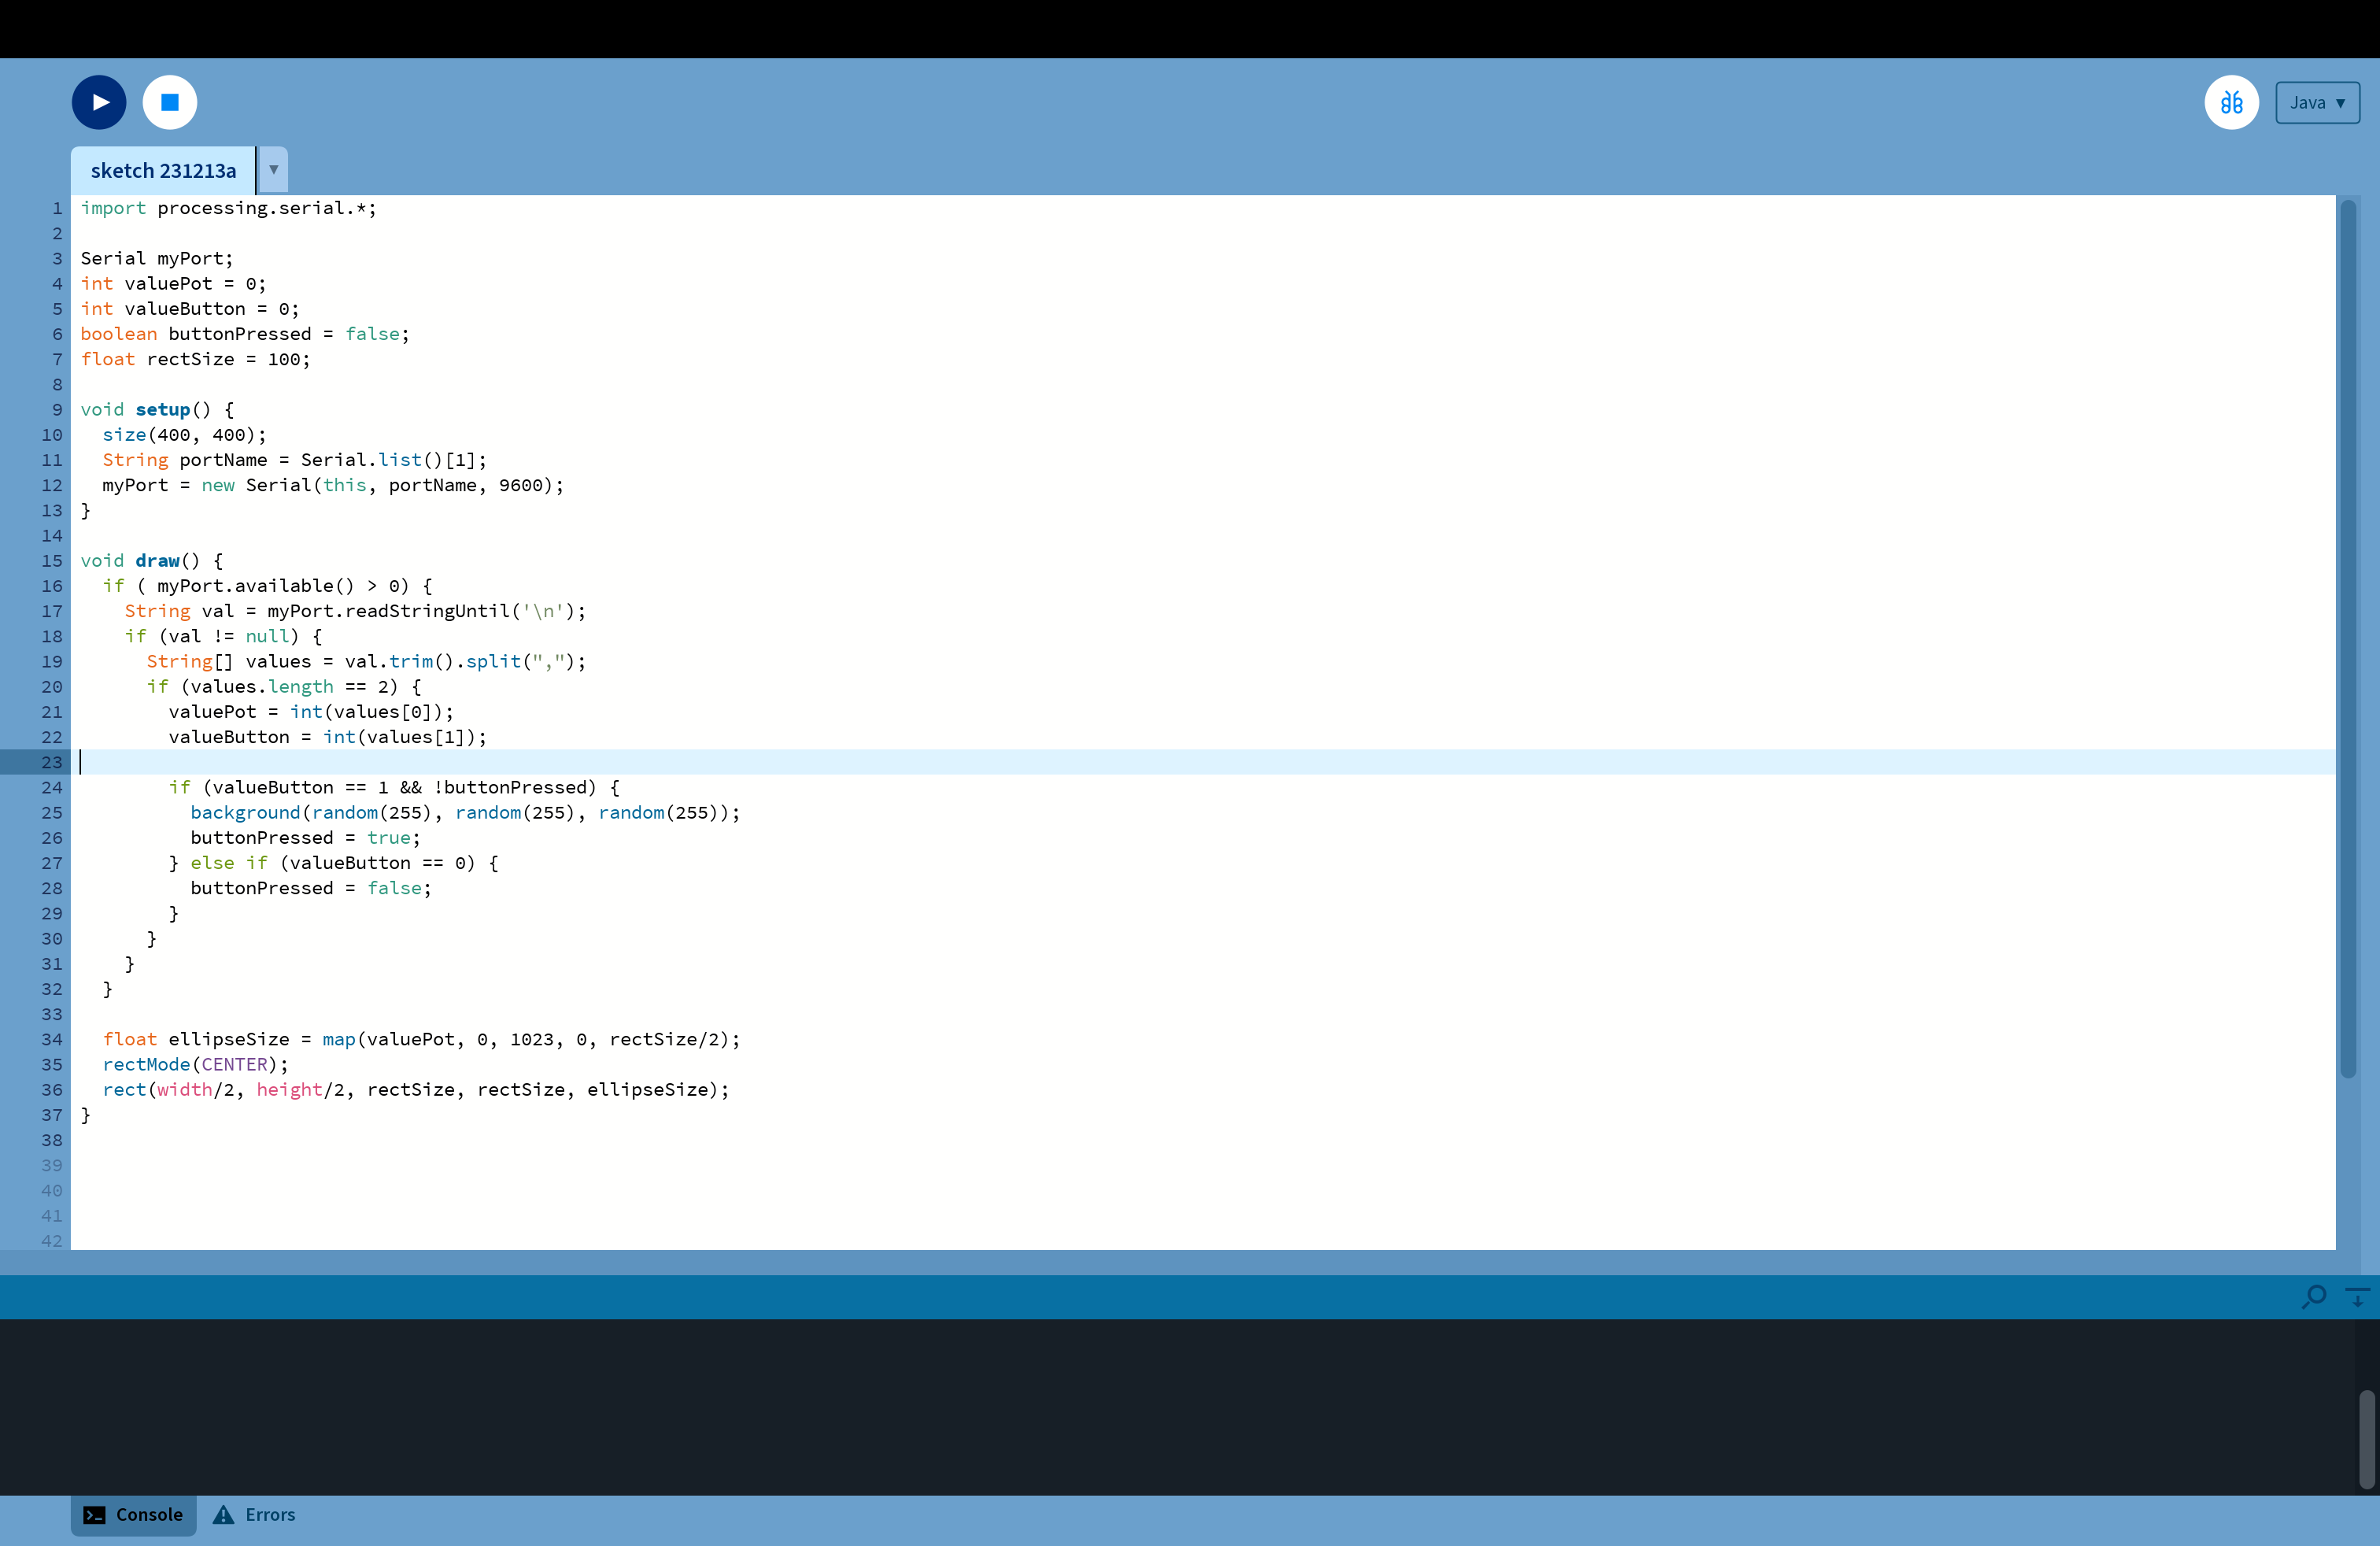 Java ▼
sketch 231213a ▼
1 import processing.serial.*;
2
3 Serial myPort;
4 int valuePot = 0;
5 int valueButton = 0;
6 boolean buttonPressed = false;
7 float rectSize = 100;
8
9 void setup() {
10   size(400, 400);
11   String portName = Serial.list()[1];
12   myPort = new Serial(this, portName, 9600);
13 }
14
15 void draw() {
16   if ( myPort.available() > 0) {
17     String val = myPort.readStringUntil('\n');
18     if (val != null) {
19       String[] values = val.trim().split(",");
20       if (values.length == 2) {
21         valuePot = int(values[0]);
22         valueButton = int(values[1]);
23
24         if (valueButton == 1 && !buttonPressed) {
25           background(random(255), random(255), random(255));
26           buttonPressed = true;
27         } else if (valueButton == 0) {
28           buttonPressed = false;
29         }
30       }
31     }
32   }
33
34   float ellipseSize = map(valuePot, 0, 1023, 0, rectSize/2);
35   rectMode(CENTER);
36   rect(width/2, height/2, rectSize, rectSize, ellipseSize);
37 }
38
39
40
41
42
Console Errors